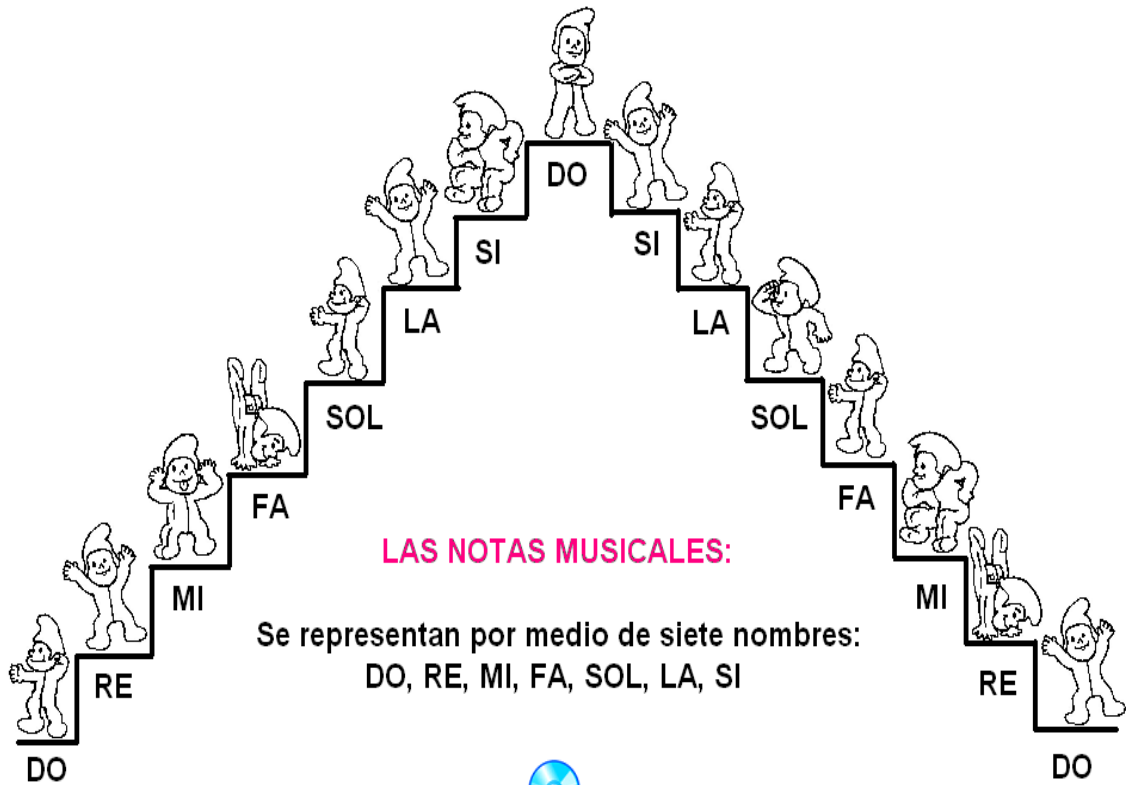 DO
SI
SI
LA
LA
SOL
SOL
FA
FA
LAS NOTAS MUSICALES:
MI
MI
Se representan por medio de siete nombres:
DO, RE, MI, FA, SOL, LA, SI
RE
RE
DO
DO